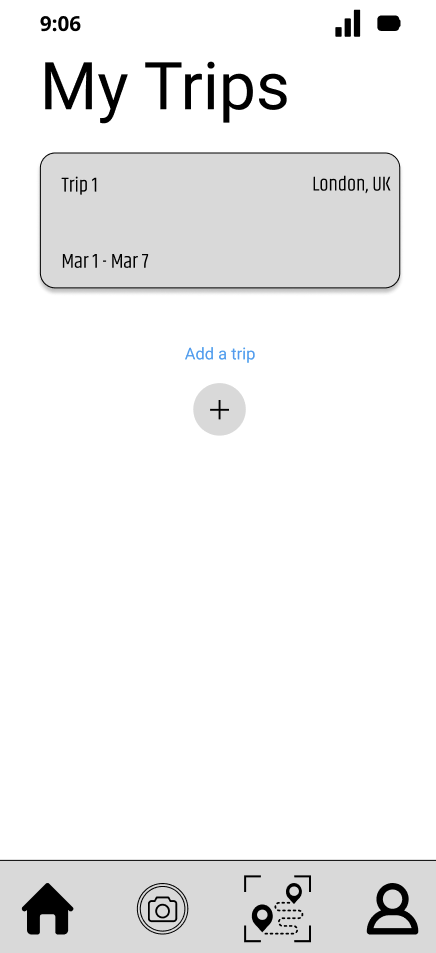 9:06
My Trips
Trip 1
London, UK
Mar 1 - Mar 7
Add a trip
+